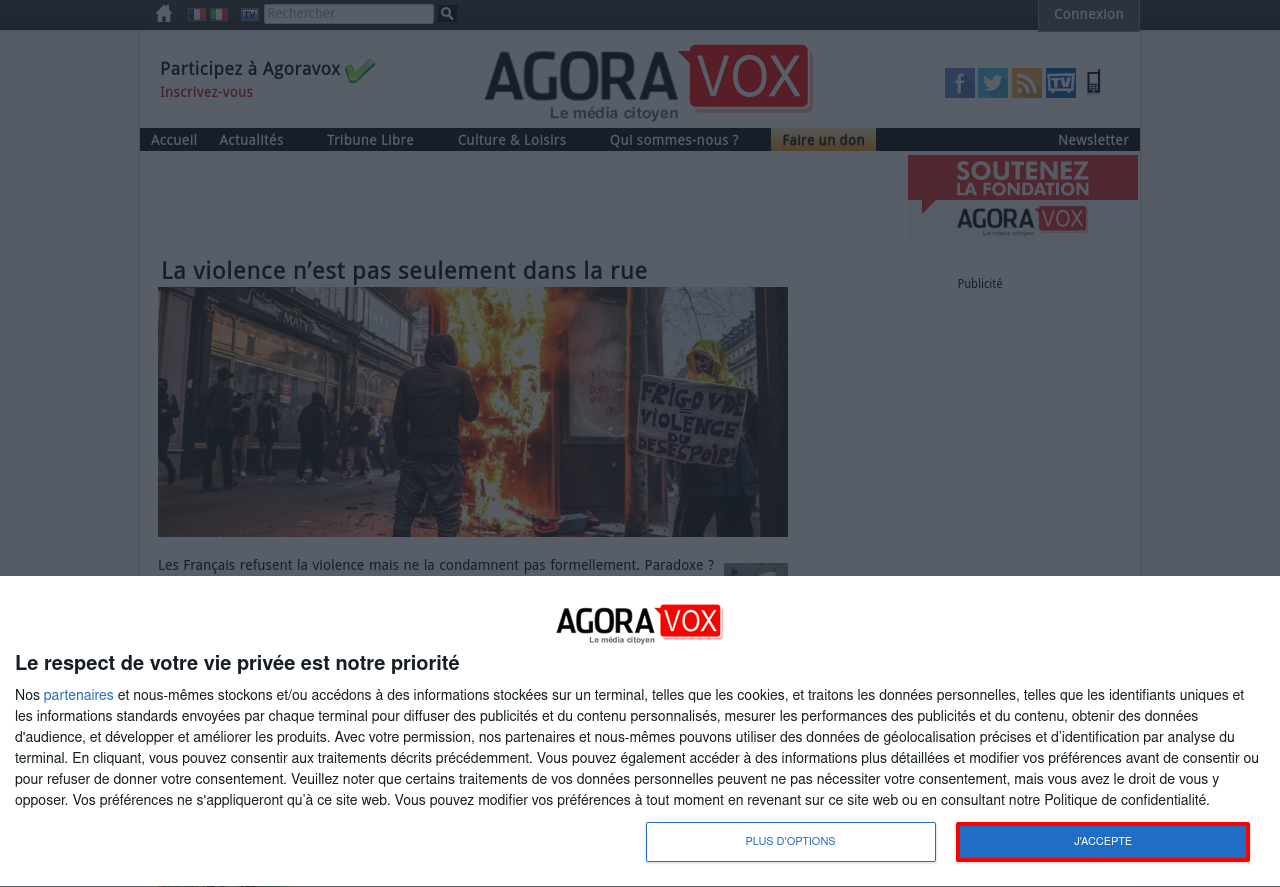 TV
Rechercher
Connexion
Participez à Agoravox
Inscrivez-vous
AGORAVOX
Le média citoyen
TV
Accueil Actualités Tribune Libre Culture & Loisirs Qui sommes-nous ? Faire un don Newsletter
SOUTENEZ
LA FONDATION
AGORAVOX
Le média citoyen
La violence n’est pas seulement dans la rue
Publicité
MATY
FRIGO VIDE
VIOLENCE
DU
DESESPOIR!
Les Français refusent la violence mais ne la condamnent pas formellement. Paradoxe ?
AGORAVOX
Le média citoyen
Le respect de votre vie privée est notre priorité
Nos partenaires et nous-mêmes stockons et/ou accédons à des informations stockées sur un terminal, telles que les cookies, et traitons les données personnelles, telles que les identifiants uniques et
les informations standards envoyées par chaque terminal pour diffuser des publicités et du contenu personnalisés, mesurer les performances des publicités et du contenu, obtenir des données
d'audience, et développer et améliorer les produits. Avec votre permission, nos partenaires et nous-mêmes pouvons utiliser des données de géolocalisation précises et d’identification par analyse du
terminal. En cliquant, vous pouvez consentir aux traitements décrits précédemment. Vous pouvez également accéder à des informations plus détaillées et modifier vos préférences avant de consentir ou
pour refuser de donner votre consentement. Veuillez noter que certains traitements de vos données personnelles peuvent ne pas nécessiter votre consentement, mais vous avez le droit de vous y
opposer. Vos préférences ne s'appliqueront qu’à ce site web. Vous pouvez modifier vos préférences à tout moment en revenant sur ce site web ou en consultant notre Politique de confidentialité.
PLUS D'OPTIONS
J'ACCEPTE